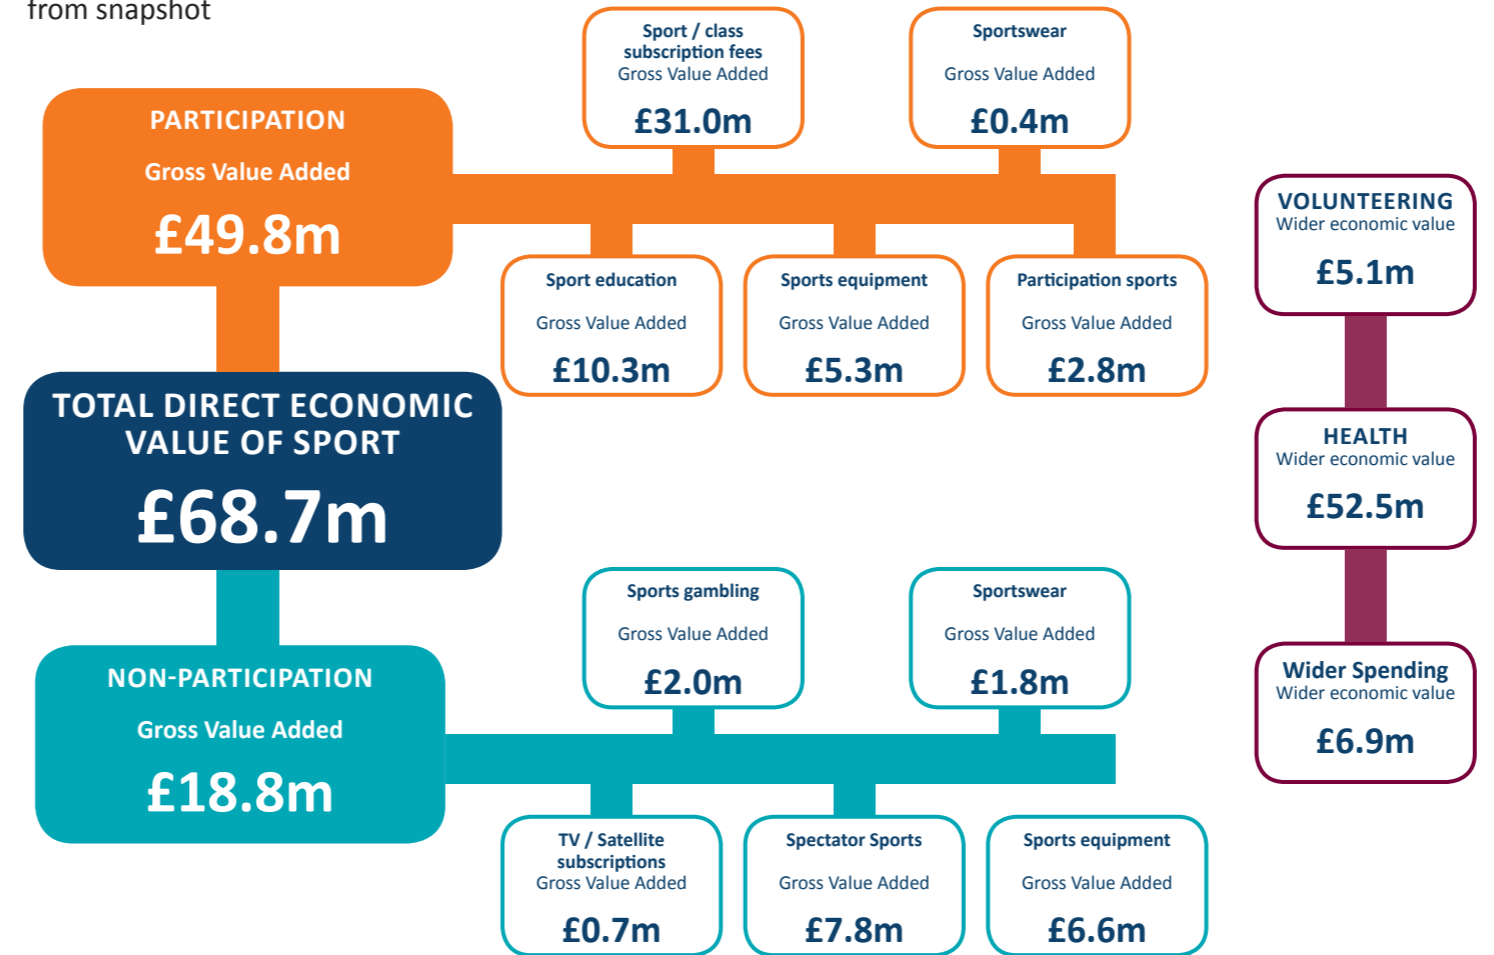 from snapshot
Sport / class
subscription fees
Gross Value Added
£31.0m
Sportswear
Gross Value Added
£0.4m
PARTICIPATION
Gross Value Added
£49.8m
Sport education
Gross Value Added
£10.3m
Sports equipment
Gross Value Added
£5.3m
Participation sports
Gross Value Added
£2.8m
TOTAL DIRECT ECONOMIC
VALUE OF SPORT
£68.7m
NON-PARTICIPATION
Gross Value Added
£18.8m
Sports gambling
Gross Value Added
£2.0m
Sportswear
Gross Value Added
£1.8m
TV / Satellite
subscriptions
Gross Value Added
£0.7m
Spectator Sports
Gross Value Added
£7.8m
Sports equipment
Gross Value Added
£6.6m
VOLUNTEERING
Wider economic value
£5.1m
HEALTH
Wider economic value
£52.5m
Wider Spending
Wider economic value
£6.9m